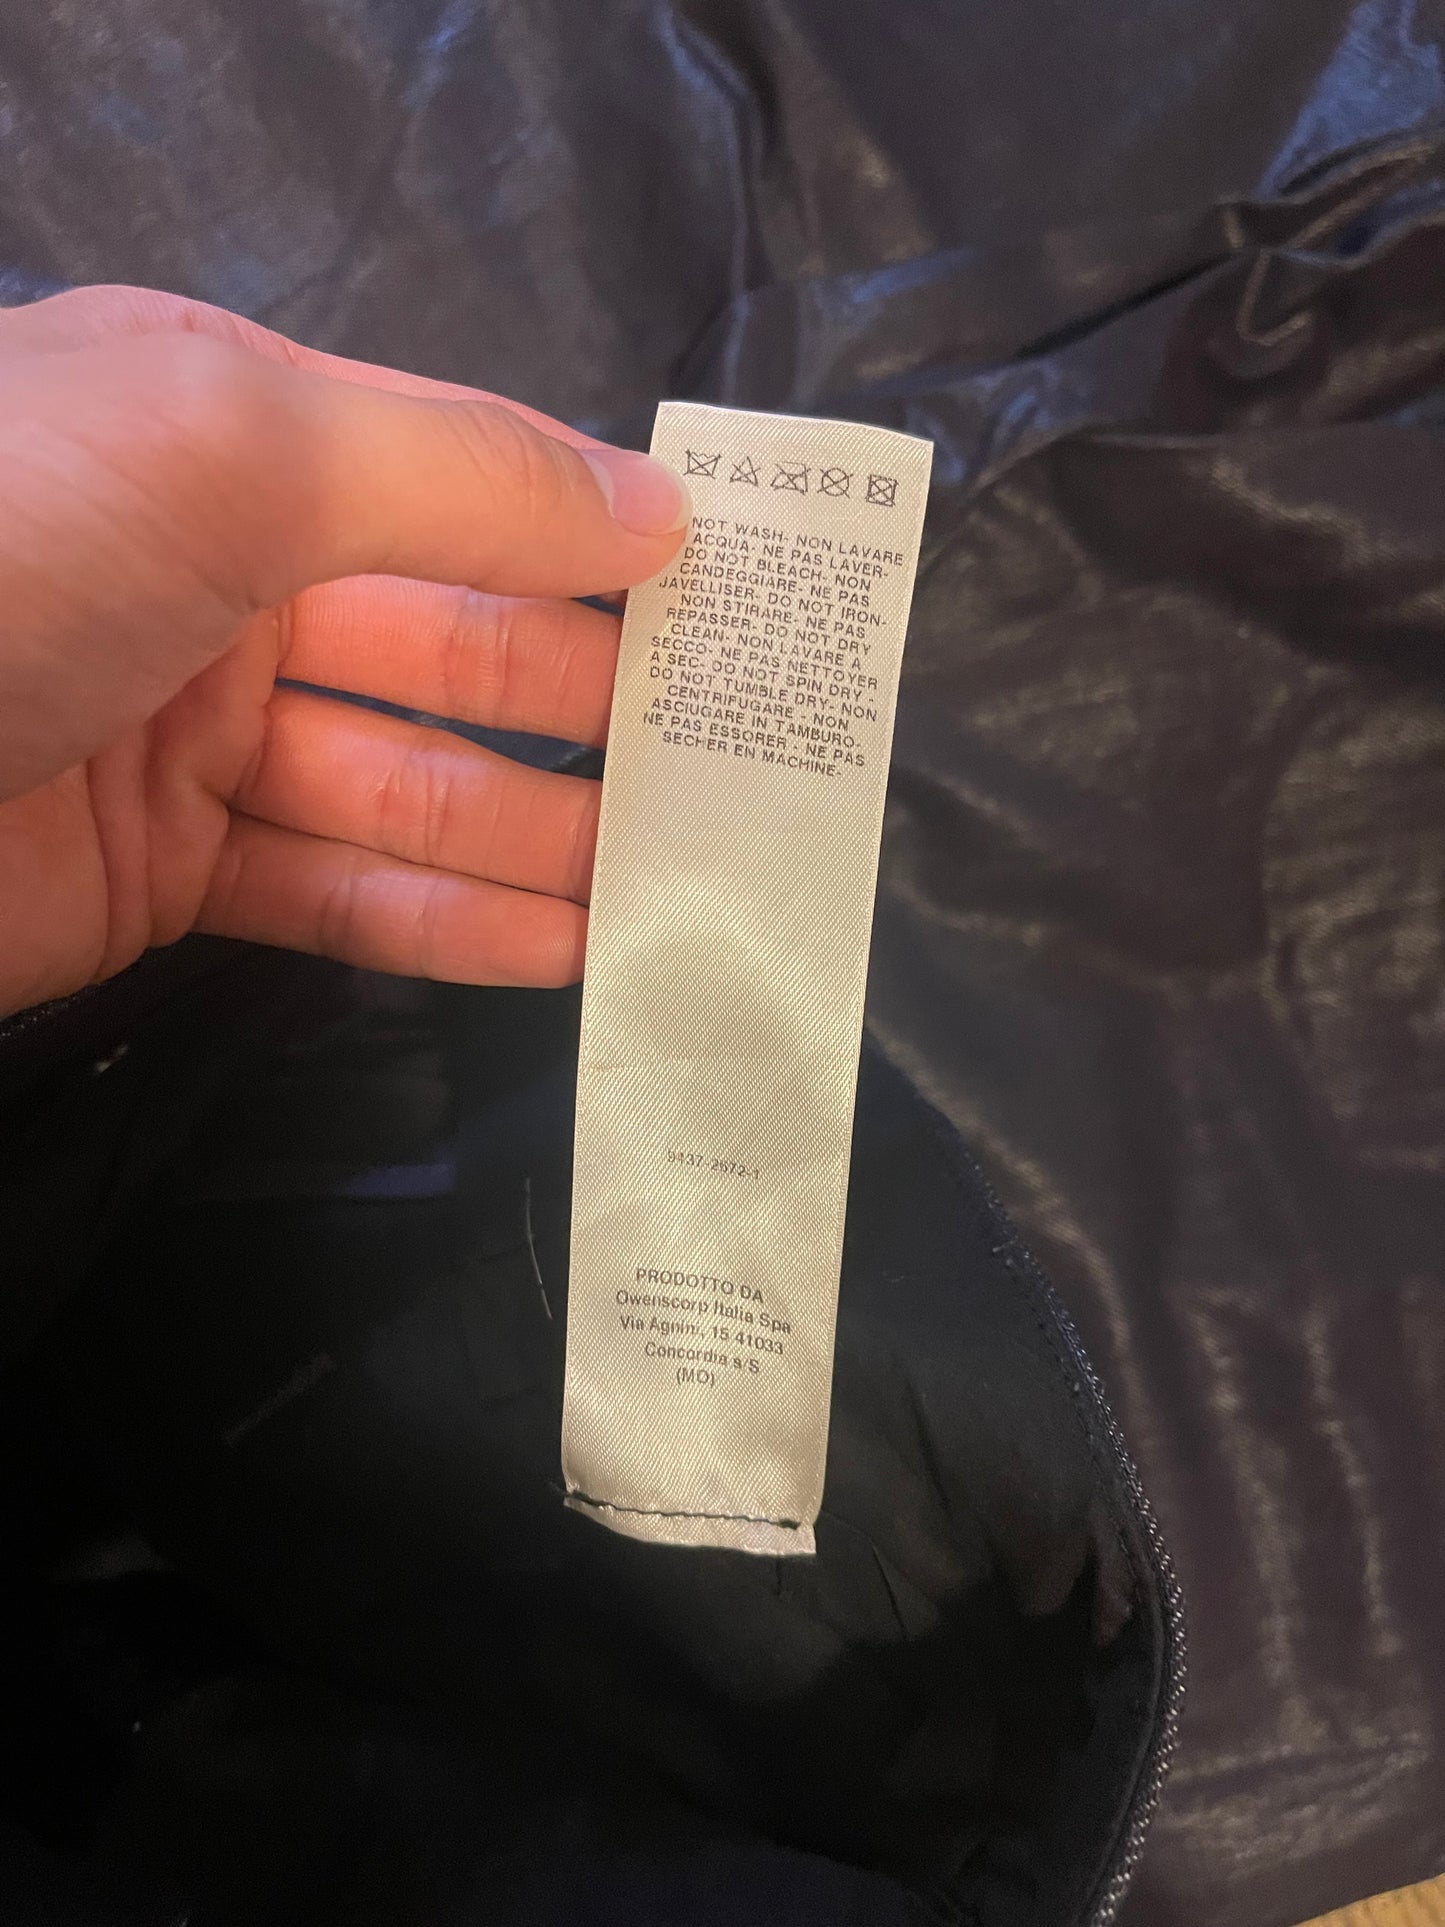 NOT WASH- NON LAVARE
ACQUA- NE PAS LAVER-
DO NOT BLEACH- NON
CANDEGGIARE- NE PAS
JAVELLISER- DO NOT IRON-
NON STIRARE- NE PAS
REPASSER- DO NOT DRY
CLEAN- NON LAVARE A
SECCO- NE PAS NETTOYER
A SEC- DO NOT SPIN DRY -
DO NOT TUMBLE DRY- NON
CENTRIFUGARE - NON
ASCIUGARE IN TAMBURO-
NE PAS ESSORER - NE PAS
SECHER EN MACHINE-
9437-2672-1
PRODOTTO DA
Owenscorp Italia Spa
Via Agnini, 15 41033
Concordia s/S
(MO)